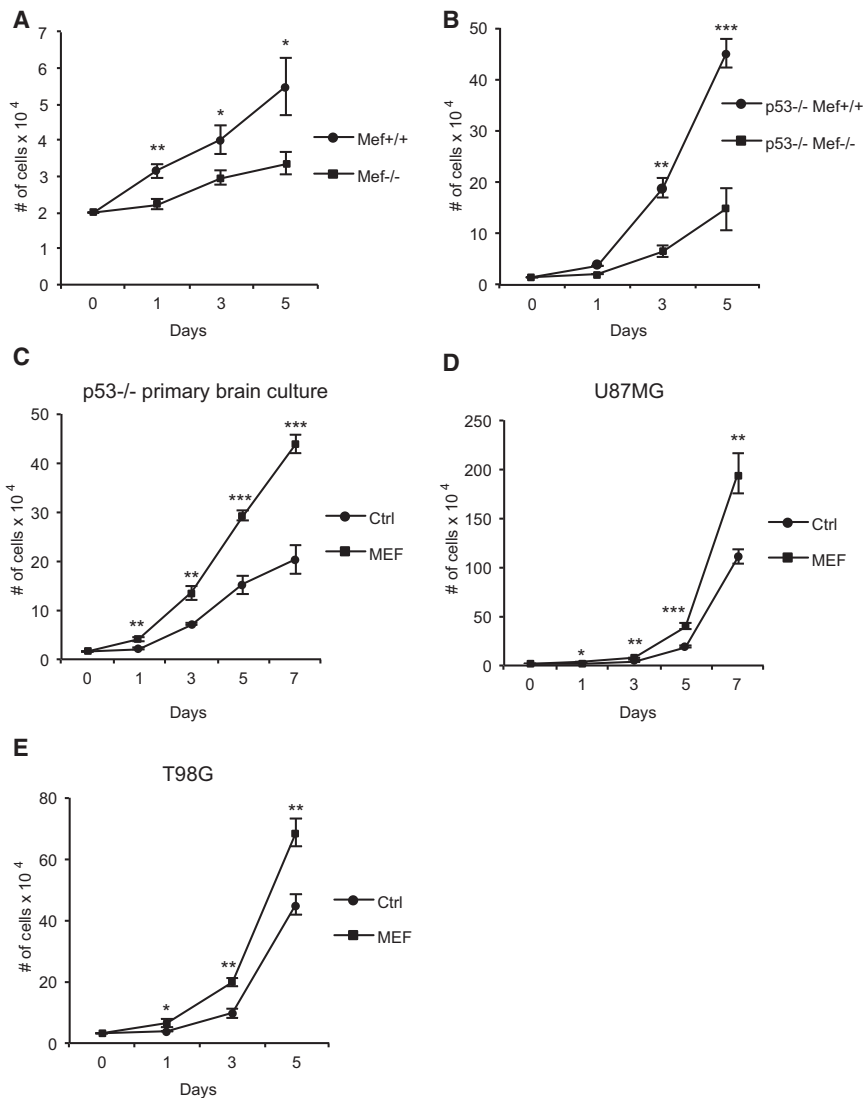 A
7
6
5
4
3
2
1
0
# of cells x 10 4
* 
*
**
0 1 3 5
Days
Mef+/+
Mef-/-
B
50
40
30
20
10
0
# of cells x 10 4
***
**
0 1 3 5
Days
p53-/- Mef+/+
p53-/- Mef-/-
C
p53-/- primary brain culture
50
40
30
20
10
0
# of cells x 10 4
***
***
**
**
0 1 3 5 7
Days
Ctrl
MEF
D
U87MG
250
200
150
100
50
0
# of cells x 10 4
**
***
**
*
0 1 3 5 7
Days
Ctrl
MEF
E
T98G
80
60
40
20
0
# of cells x 10 4
**
**
*
0 1 3 5
Days
Ctrl
MEF